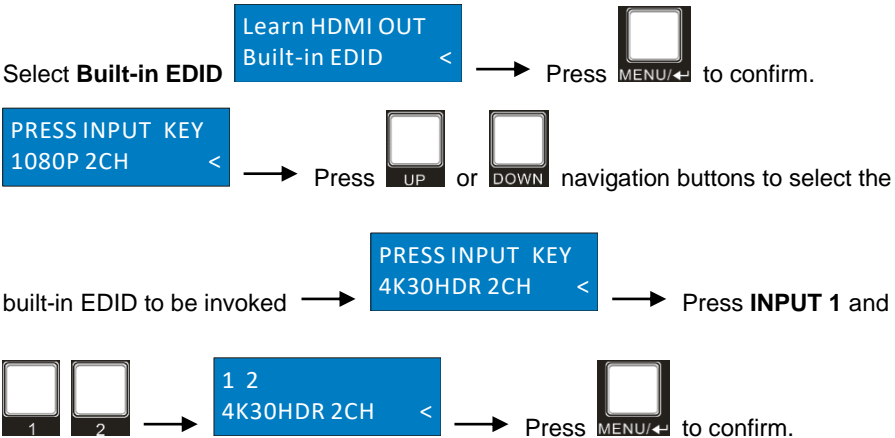 Learn HDMI OUT
Select Built-in EDID Built-in EDID < Press MENU/↵ to confirm.
PRESS INPUT KEY
1080P 2CH <
Press UP or DOWN navigation buttons to select the
PRESS INPUT KEY
built-in EDID to be invoked 4K30HDR 2CH < Press INPUT 1 and
1 2
1 2 4K30HDR 2CH < Press MENU/↵ to confirm.